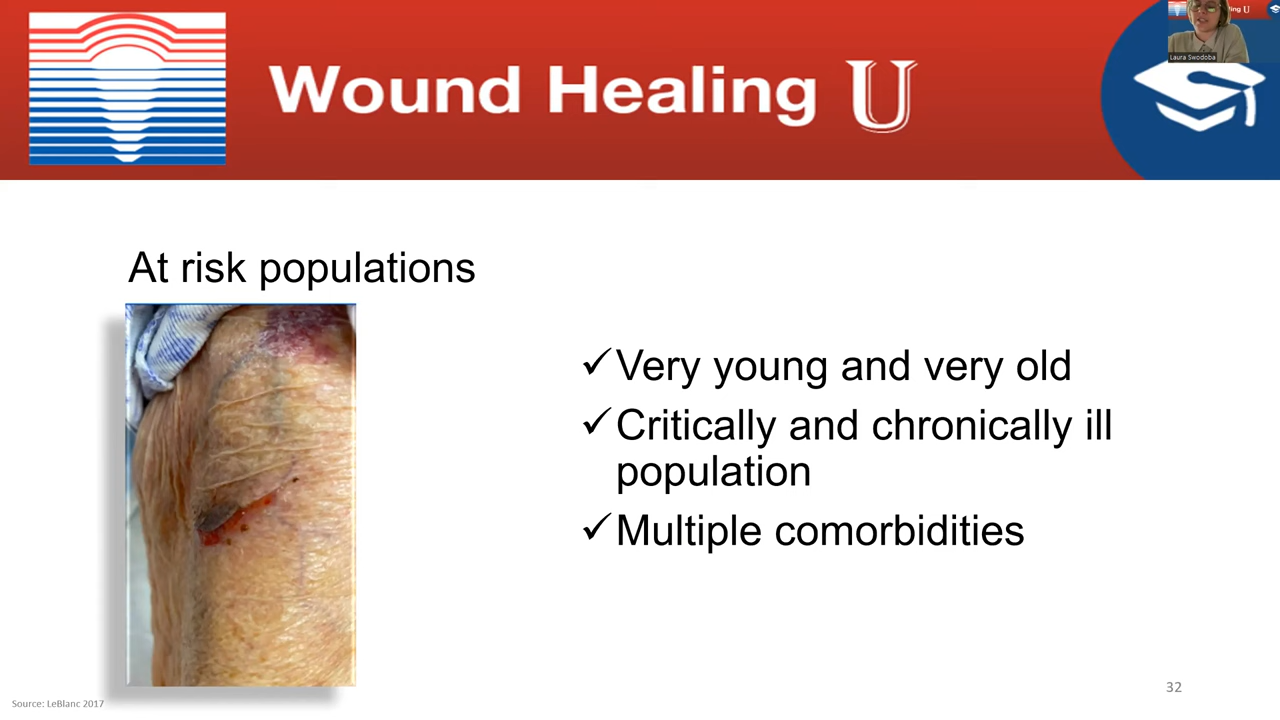 Wound Healing U
ing U
Laura Swodoba
At risk populations
✓Very young and very old
✓Critically and chronically ill
population
✓Multiple comorbidities
32
Source: LeBlanc 2017